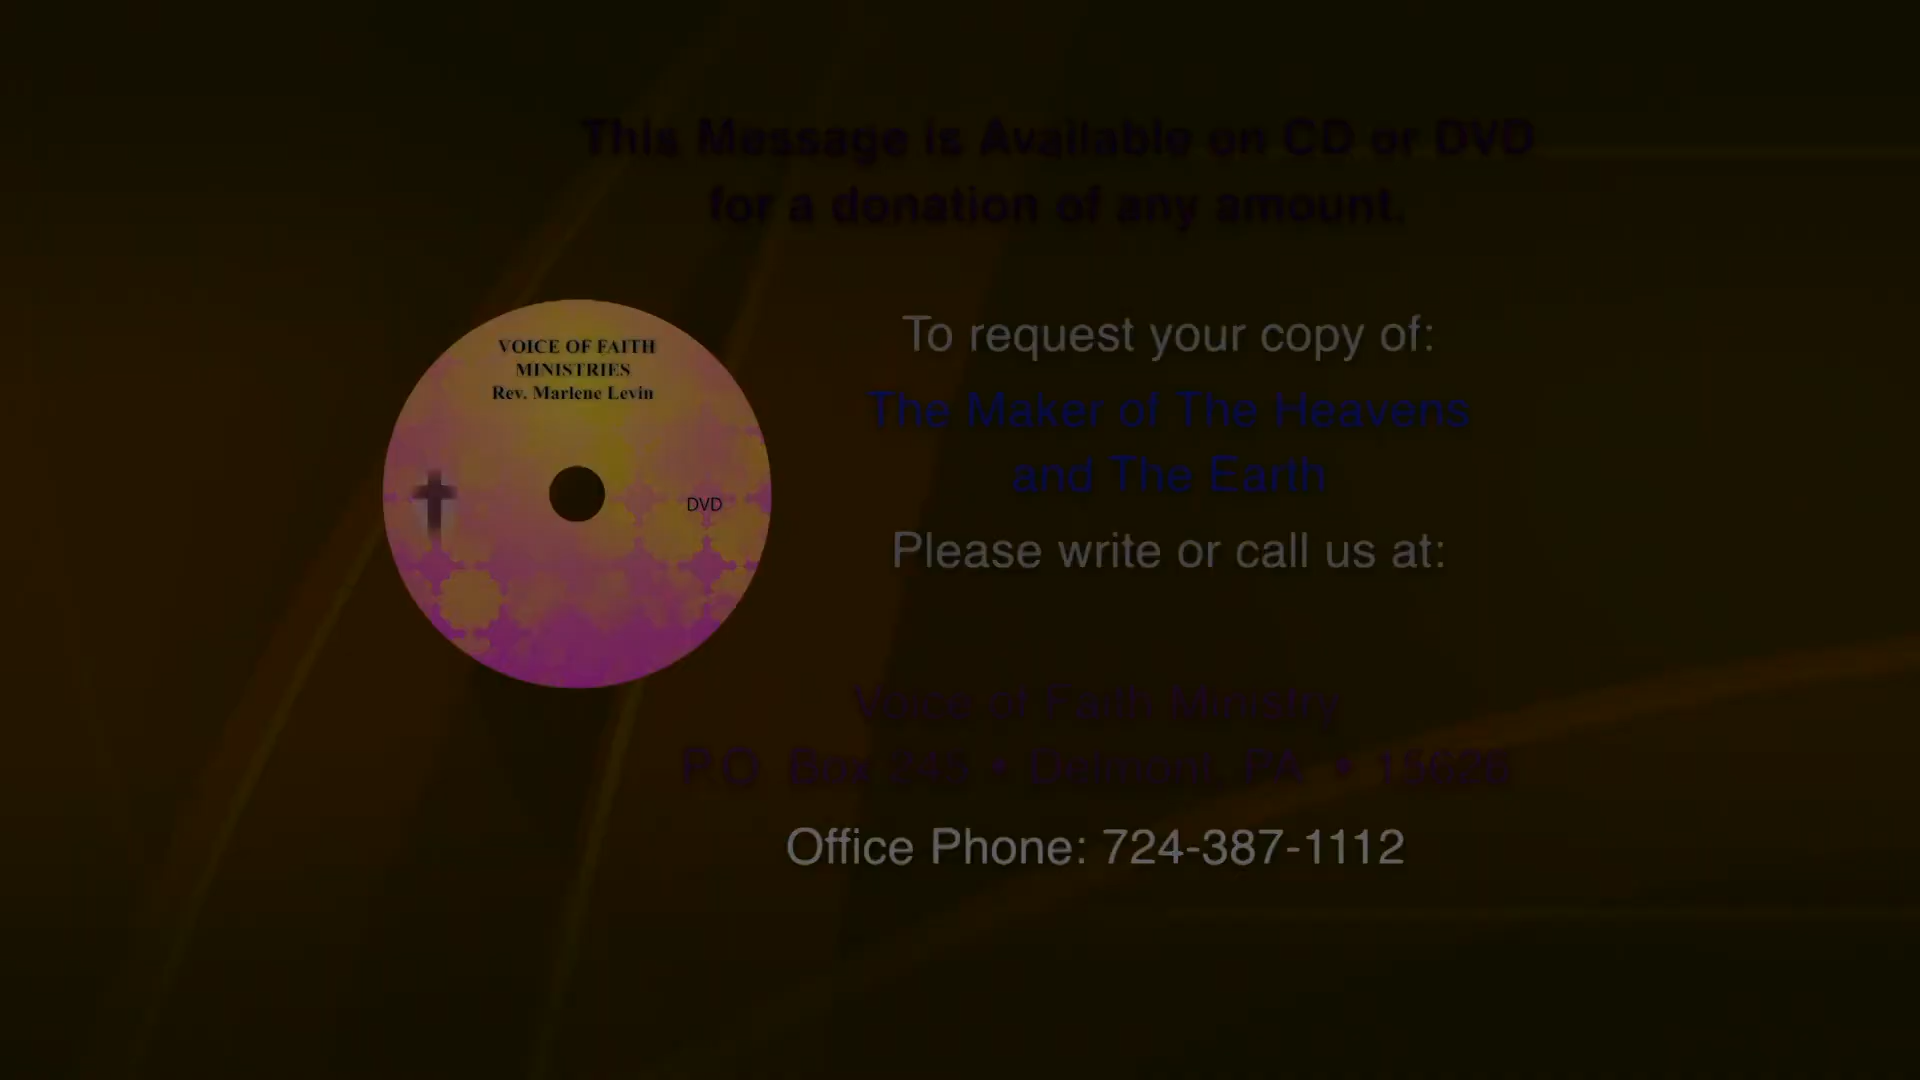 This Message is Available on CD or DVD
for a donation of any amount.
VOICE OF FAITH
MINISTRIES
Rev. Marlene Levin
DVD
To request your copy of:
The Maker of The Heavens
and The Earth
Please write or call us at:
Voice of Faith Ministry
P.O. Box 245 • Delmont, PA • 15626
Office Phone: 724-387-1112